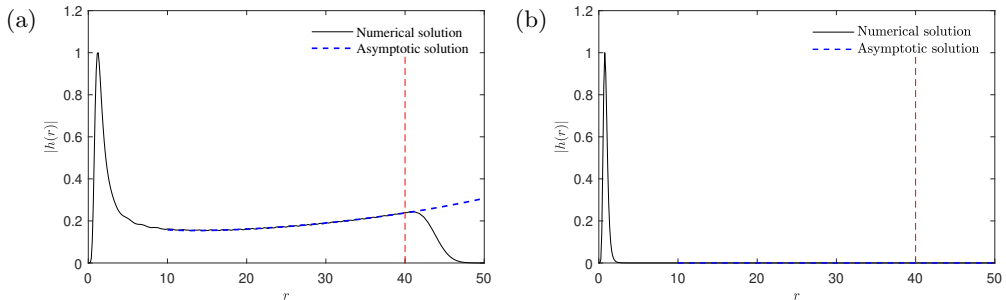 (a)
Numerical solution
Asymptotic solution
1.2
1
0.8
0.6
0.4
0.2
0
|h(r)|
0 10 20 30 40 50
r
(b)
Numerical solution
Asymptotic solution
1.2
1
0.8
0.6
0.4
0.2
0
|h(r)|
0 10 20 30 40 50
r